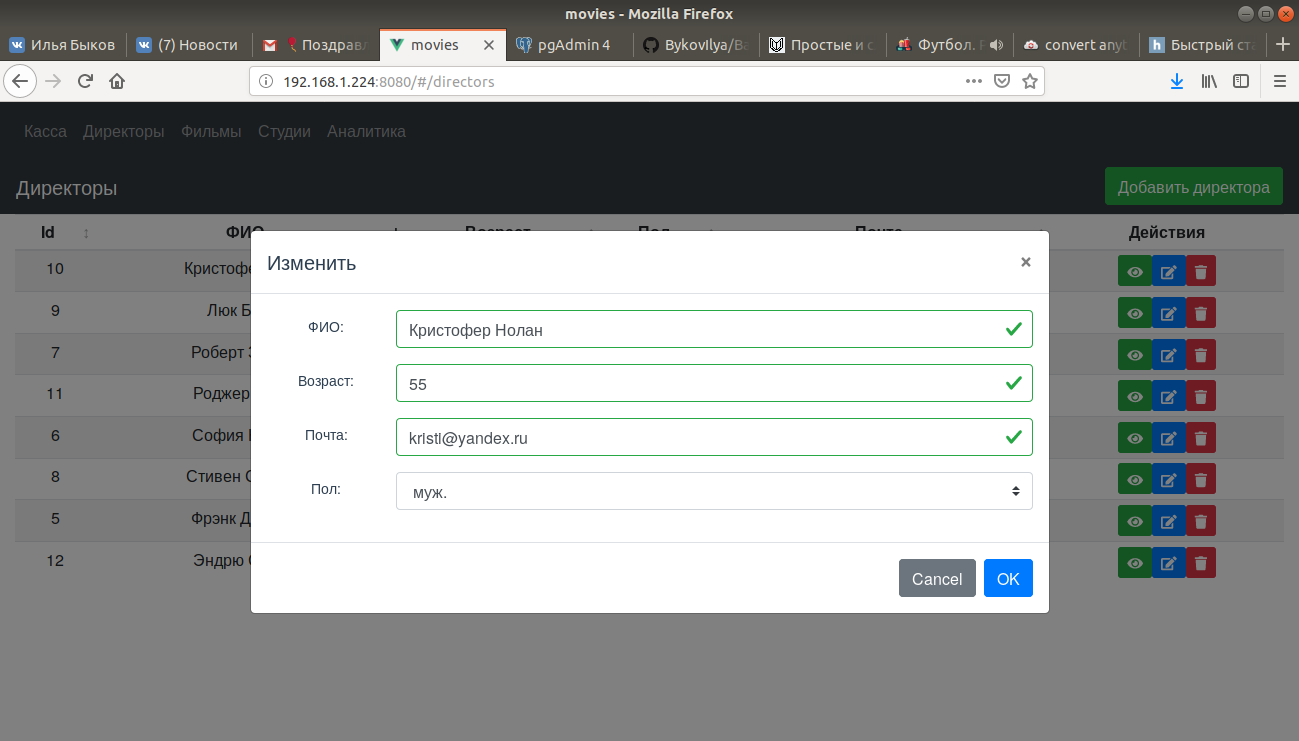 movies - Mozilla Firefox
Илья Быков
(7) Новости
Поздрав
movies
pgAdmin 4
BykovIlya/Ba
Простые и с
Футбол.
convert anyt
Быстрый ст
192.168.1.224:8080/#/directors
Касса Директоры Фильмы Студии Аналитика
Директоры
Добавить директора
Id ФИО Возраст Пол Почта Действия
10 Кристофе
9 Люк Б
7 Роберт
11 Роджер
6 София
8 Стивен
5 Фрэнк Д
12 Эндрю
Изменить
×
ФИО: Кристофер Нолан
Возраст: 55
Почта: kristi@yandex.ru
Пол: муж.
Cancel OK